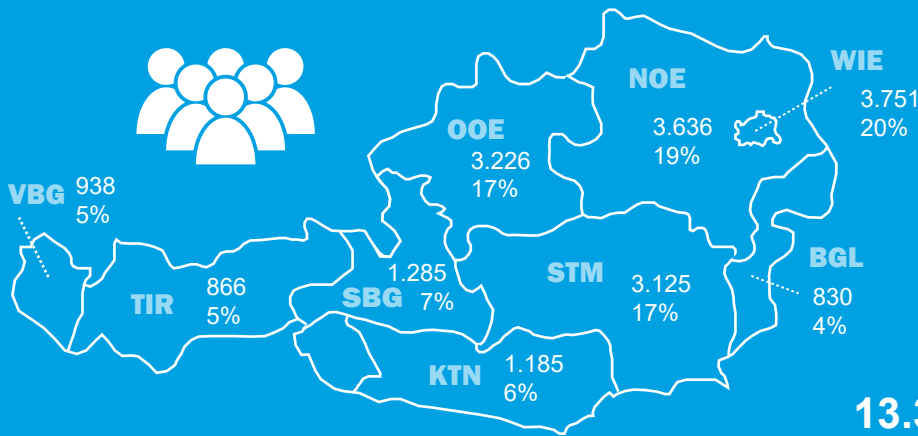 WIE
3.751
20%
NOE
3.636
19%
OOE
3.226
17%
VBG
938
5%
TIR
866
5%
SBG
1.285
7%
STM
3.125
17%
BGL
830
4%
KTN
1.185
6%